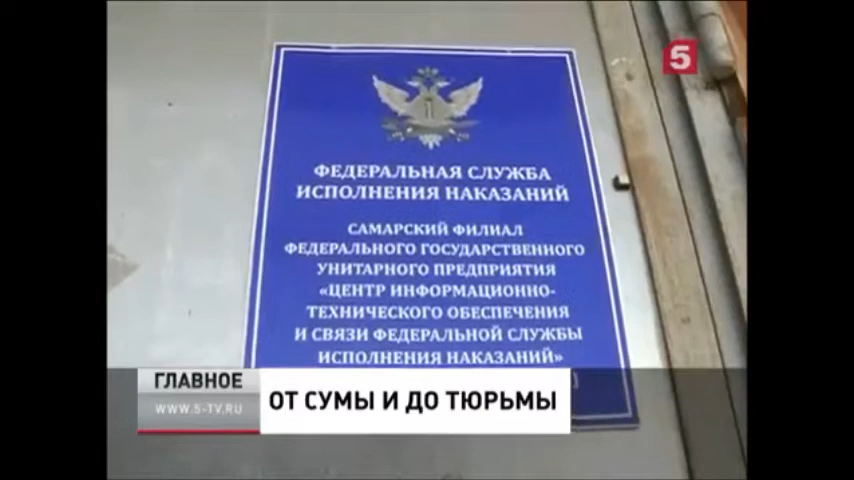 5
ФЕДЕРАЛЬНАЯ СЛУЖБА
ИСПОЛНЕНИЯ НАКАЗАНИЙ
САМАРСКИЙ ФИЛИАЛ
ФЕДЕРАЛЬНОГО ГОСУДАРСТВЕННОГО
УНИТАРНОГО ПРЕДПРИЯТИЯ
«ЦЕНТР ИНФОРМАЦИОННО-
ТЕХНИЧЕСКОГО ОБЕСПЕЧЕНИЯ
И СВЯЗИ ФЕДЕРАЛЬНОЙ СЛУЖБЫ
ИСПОЛНЕНИЯ НАКАЗАНИЙ»
ГЛАВНОЕ
WWW.5-TV.RU
ОТ СУМЫ И ДО ТЮРЬМЫ